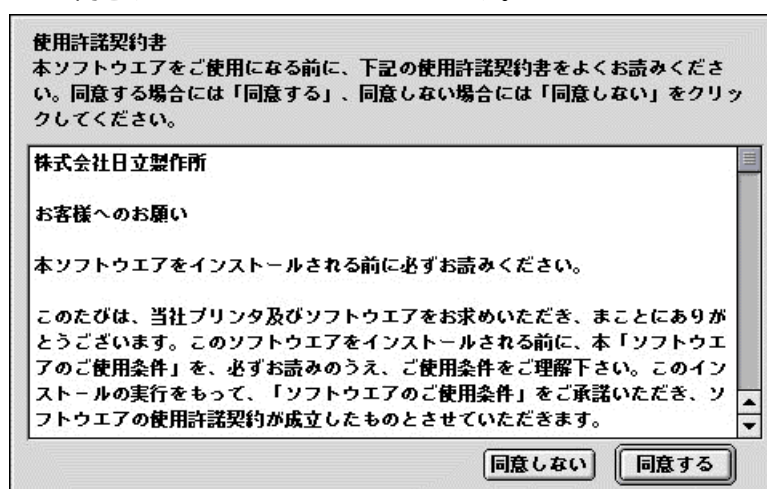 使用許諾契約書
本ソフトウエアをご使用になる前に、下記の使用許諾契約書をよくお読みくださ
い。同意する場合には「同意する」、同意しない場合には「同意しない」をクリッ
クしてください。
株式会社日立製作所
お客様へのお願い
本ソフトウエアをインストールされる前に必ずお読みください。
このたびは、当社プリンタ及びソフトウエアをお求めいただき、まことにありが
とうございます。このソフトウエアをインストールされる前に、本「ソフトウエ
アのご使用条件」を、必ずお読みのうえ、ご使用条件をご理解下さい。このイン
ストールの実行をもって、「ソフトウエアのご使用条件」をご承諾いただき、ソ
フトウエアの使用許諾契約が成立したものとさせていただきます。
同意しない 同意する